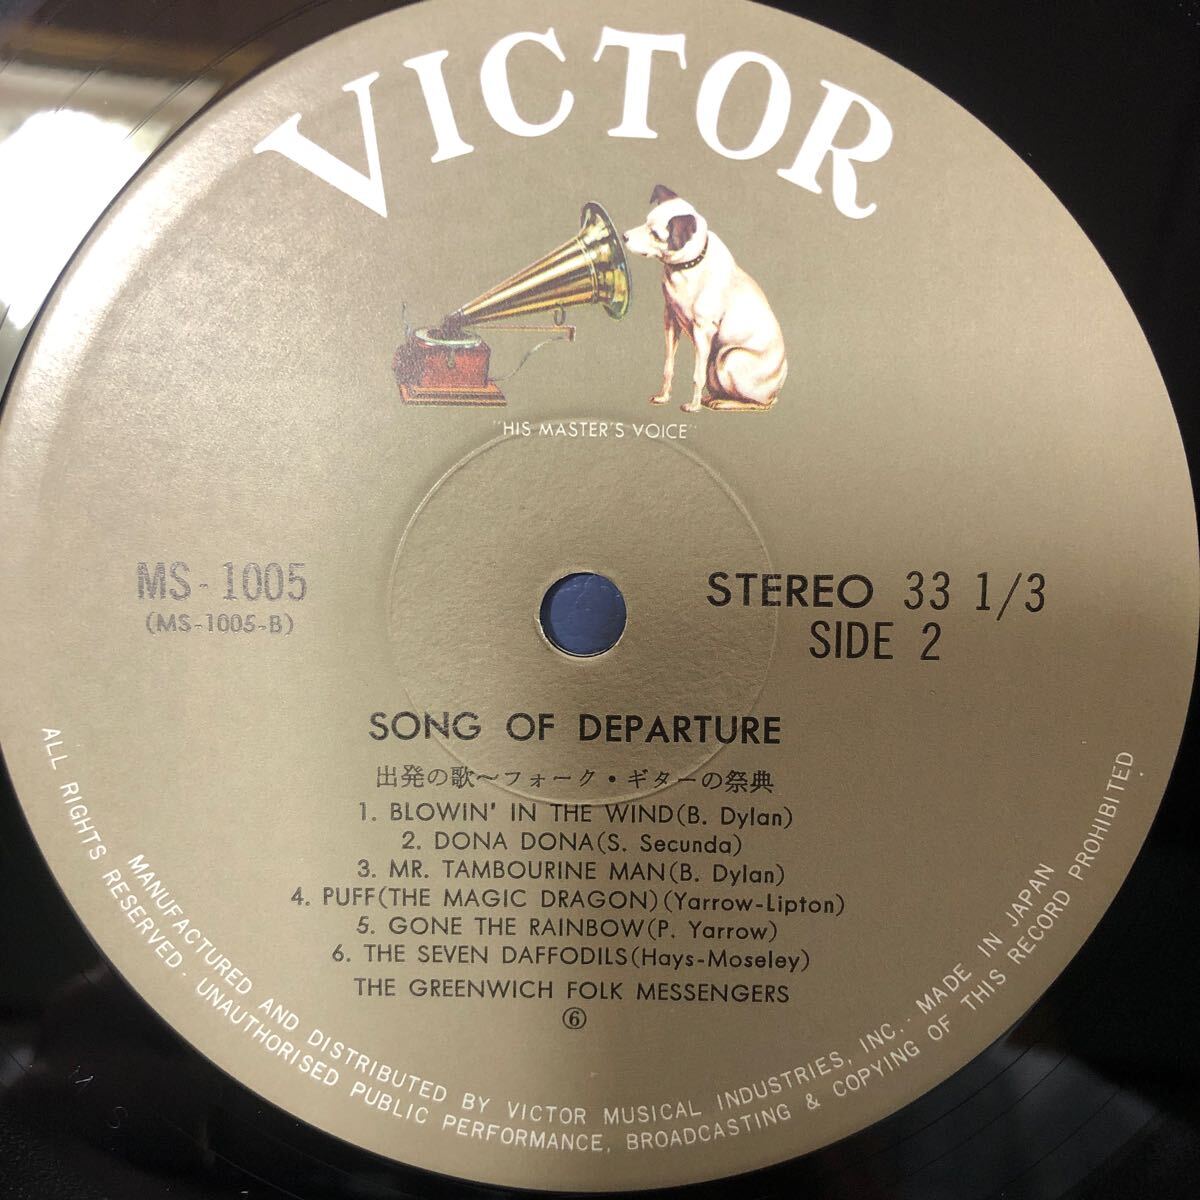 VICTOR
"HIS MASTER'S VOICE"
MS-1005
(MS-1005-B)
STEREO 33 1/3
SIDE 2
SONG OF DEPARTURE
出発の歌～フォーク・ギターの祭典
1. BLOWIN' IN THE WIND(B. Dylan)
2. DONA DONA(S. Secunda)
3. MR. TAMBOURINE MAN(B. Dylan)
4. PUFF(THE MAGIC DRAGON)(Yarrow-Lipton)
5. GONE THE RAINBOW(P. Yarrow)
6. THE SEVEN DAFFODILS(Hays-Moseley)
THE GREENWICH FOLK MESSENGERS
⑥
MANUFACTURED AND DISTRIBUTED BY VICTOR MUSICAL INDUSTRIES, INC.. MADE IN JAPAN
ALL RIGHTS RESERVED. UNAUTHORISED PUBLIC PERFORMANCE, BROADCASTING & COPYING OF THIS RECORD PROHIBITED